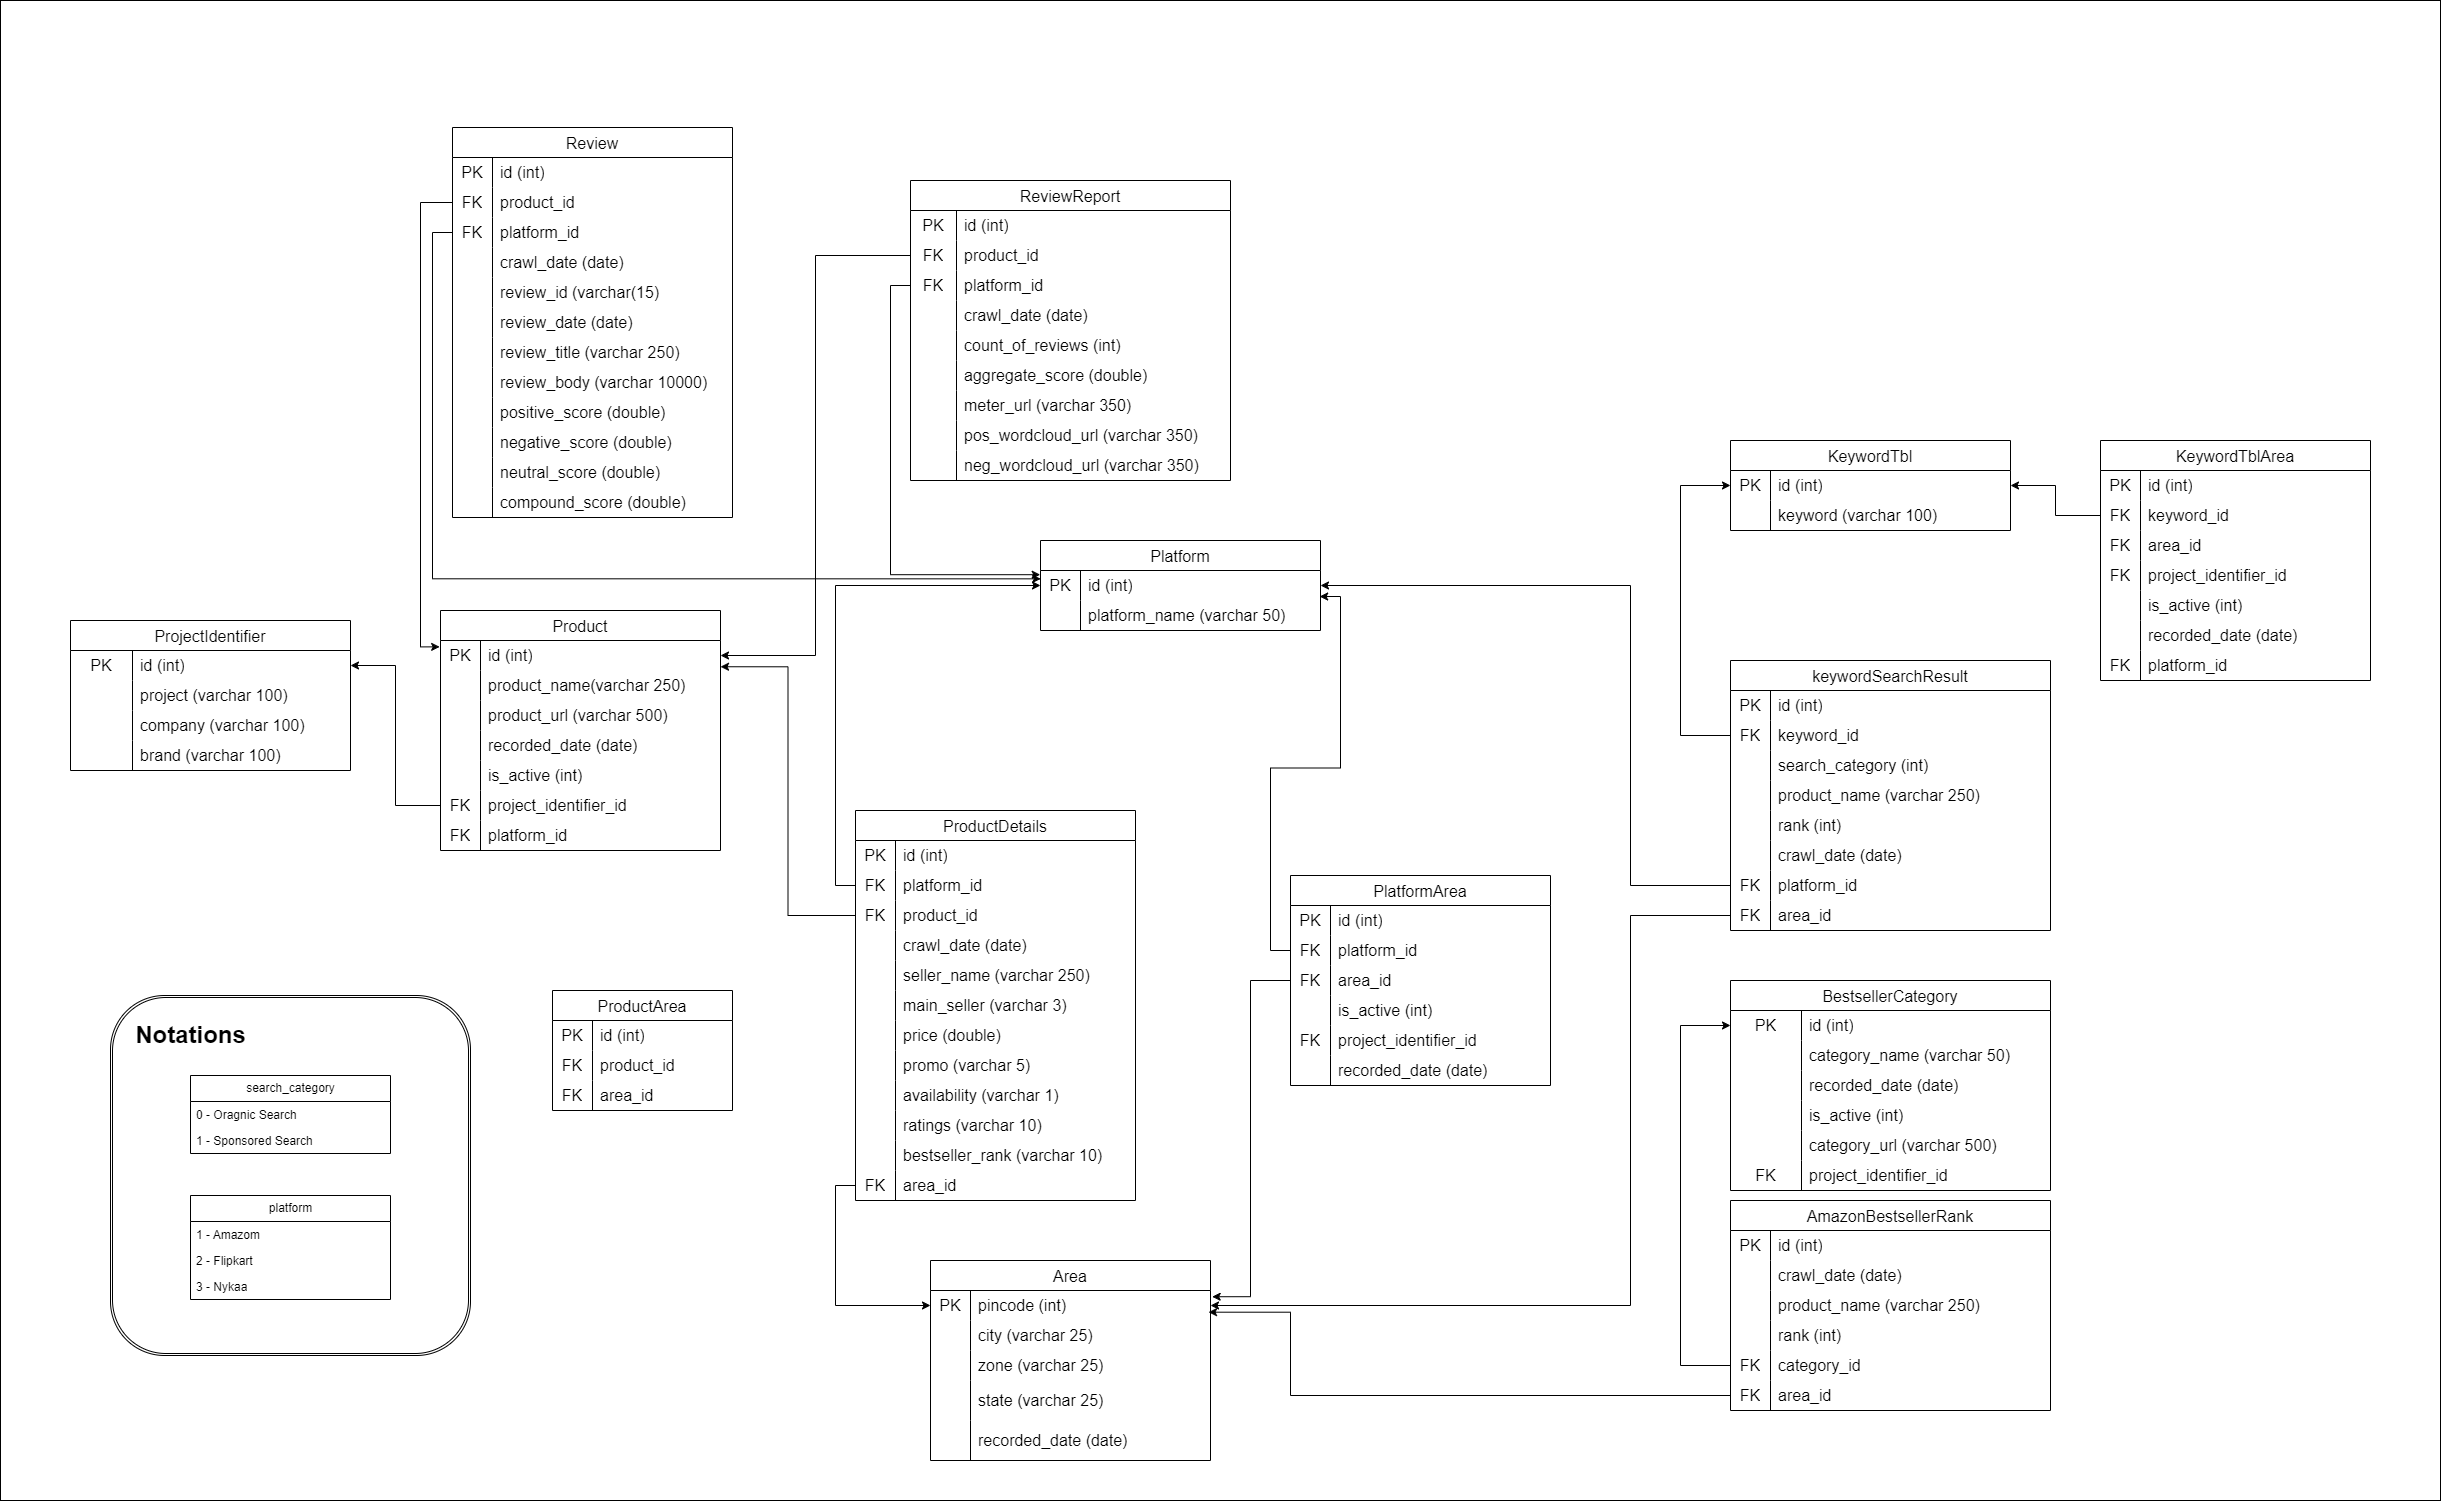 Review
PK id (int)
FK product_id
FK platform_id
crawl_date (date)
review_id (varchar(15)
review_date (date)
review_title (varchar 250)
review_body (varchar 10000)
positive_score (double)
negative_score (double)
neutral_score (double)
compound_score (double)
ReviewReport
PK id (int)
FK product_id
FK platform_id
crawl_date (date)
count_of_reviews (int)
aggregate_score (double)
meter_url (varchar 350)
pos_wordcloud_url (varchar 350)
neg_wordcloud_url (varchar 350)
KeywordTbl
PK id (int)
keyword (varchar 100)
KeywordTblArea
PK id (int)
FK keyword_id
FK area_id
FK project_identifier_id
is_active (int)
recorded_date (date)
FK platform_id
Platform
PK id (int)
platform_name (varchar 50)
ProjectIdentifier
PK id (int)
project (varchar 100)
company (varchar 100)
brand (varchar 100)
Product
PK id (int)
product_name(varchar 250)
product_url (varchar 500)
recorded_date (date)
is_active (int)
FK project_identifier_id
FK platform_id
keywordSearchResult
PK id (int)
FK keyword_id
search_category (int)
product_name (varchar 250)
rank (int)
crawl_date (date)
FK platform_id
FK area_id
ProductDetails
PK id (int)
FK platform_id
FK product_id
crawl_date (date)
seller_name (varchar 250)
main_seller (varchar 3)
price (double)
promo (varchar 5)
availability (varchar 1)
ratings (varchar 10)
bestseller_rank (varchar 10)
FK area_id
PlatformArea
PK id (int)
FK platform_id
FK area_id
is_active (int)
FK project_identifier_id
recorded_date (date)
BestsellerCategory
PK id (int)
category_name (varchar 50)
recorded_date (date)
is_active (int)
category_url (varchar 500)
FK project_identifier_id
ProductArea
PK id (int)
FK product_id
FK area_id
Notations
search_category
0 - Oragnic Search
1 - Sponsored Search
platform
1 - Amazom
2 - Flipkart
3 - Nykaa
AmazonBestsellerRank
PK id (int)
crawl_date (date)
product_name (varchar 250)
rank (int)
FK category_id
FK area_id
Area
PK pincode (int)
city (varchar 25)
zone (varchar 25)
state (varchar 25)
recorded_date (date)